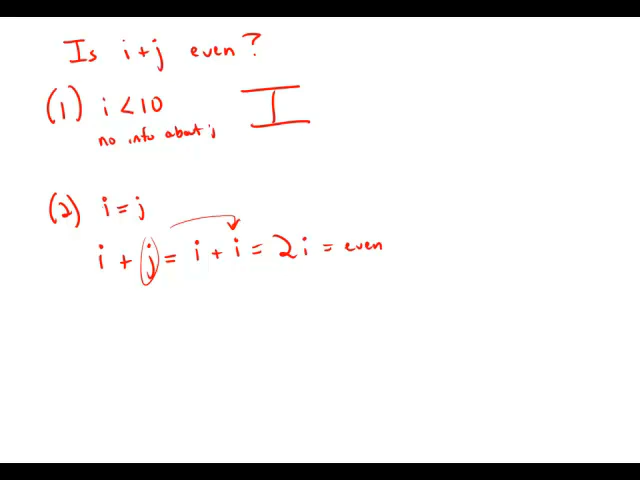 Is i+j even?
(1) i < 10 I
no info about j
(2) i = j
i + j = i + i = 2i = even